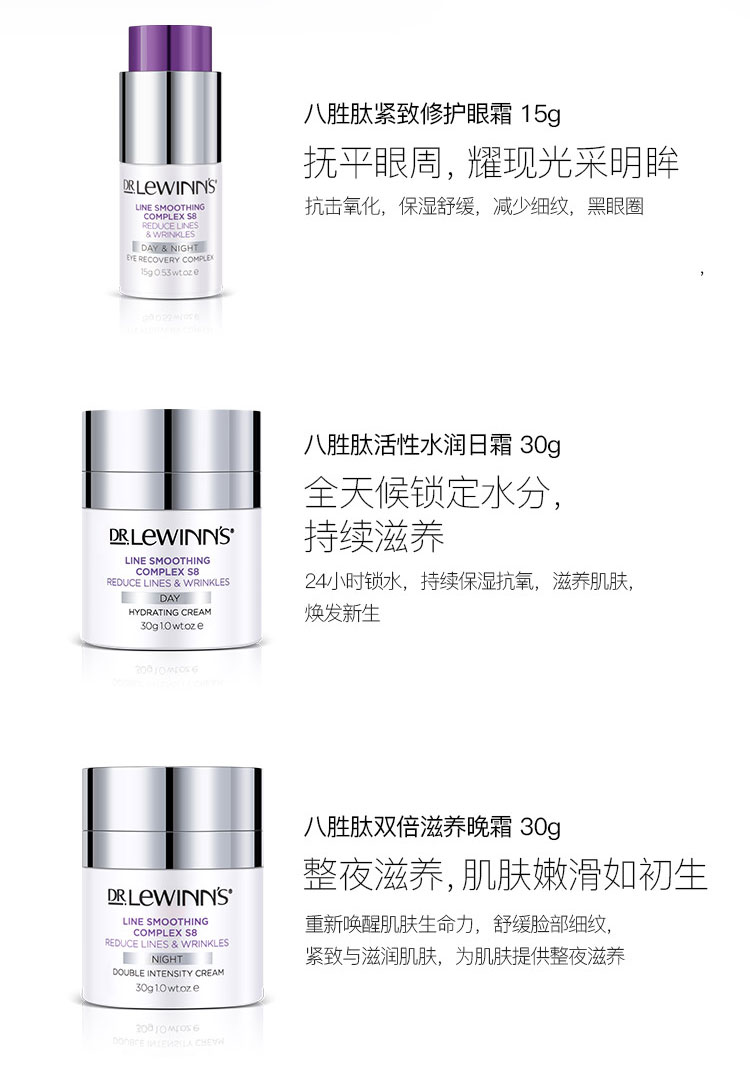 八胜肽紧致修护眼霜 15g
抚平眼周, 耀现光采明眸
抗击氧化, 保湿舒缓, 减少细纹, 黑眼圈
,
DR.LEWINN'S®
LINE SMOOTHING
COMPLEX S8
REDUCE LINES
& WRINKLES
DAY & NIGHT
EYE RECOVERY COMPLEX
15g 0.53 wt.oz e
八胜肽活性水润日霜 30g
全天候锁定水分,
持续滋养
24小时锁水, 持续保湿抗氧, 滋养肌肤,
焕发新生
DR.LEWINN'S®
LINE SMOOTHING
COMPLEX S8
REDUCE LINES & WRINKLES
DAY
HYDRATING CREAM
30g 1.0 wt.oz e
八胜肽双倍滋养晚霜 30g
整夜滋养, 肌肤嫩滑如初生
重新唤醒肌肤生命力, 舒缓脸部细纹,
紧致与滋润肌肤, 为肌肤提供整夜滋养
DR.LEWINN'S®
LINE SMOOTHING
COMPLEX S8
REDUCE LINES & WRINKLES
NIGHT
DOUBLE INTENSITY CREAM
30g 1.0 wt.oz e